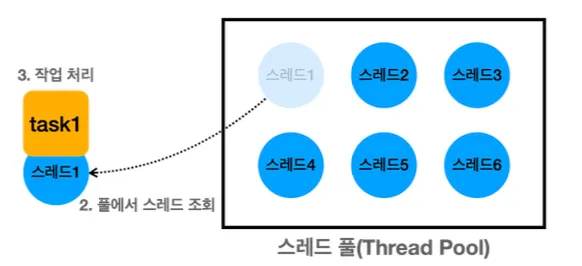 3. 작업 처리
task1
스레드1
2. 풀에서 스레드 조회
스레드1
스레드2
스레드3
스레드4
스레드5
스레드6
스레드 풀(Thread Pool)